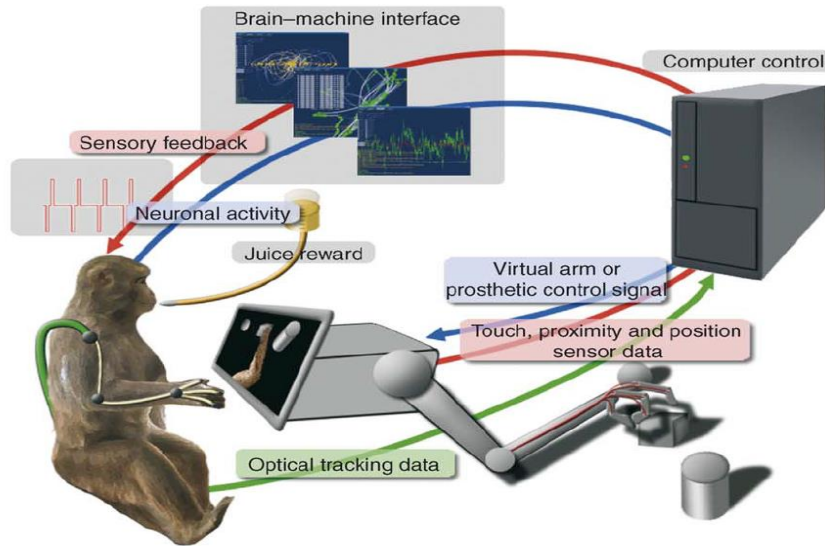 Brain–machine interface
Computer control
Sensory feedback
Neuronal activity
Juice reward
Virtual arm or
prosthetic control signal
Touch, proximity and position
sensor data
Optical tracking data